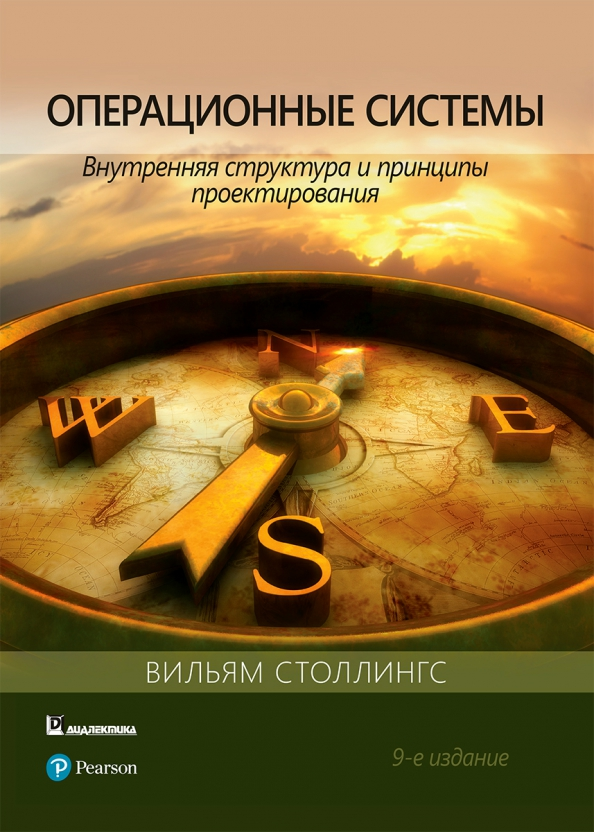 ОПЕРАЦИОННЫЕ СИСТЕМЫ
Внутренняя структура и принципы
проектирования
N
W
E
S
ВИЛЬЯМ СТОЛЛИНГС
ДИАЛЕКТИКА
9-е издание
Pearson